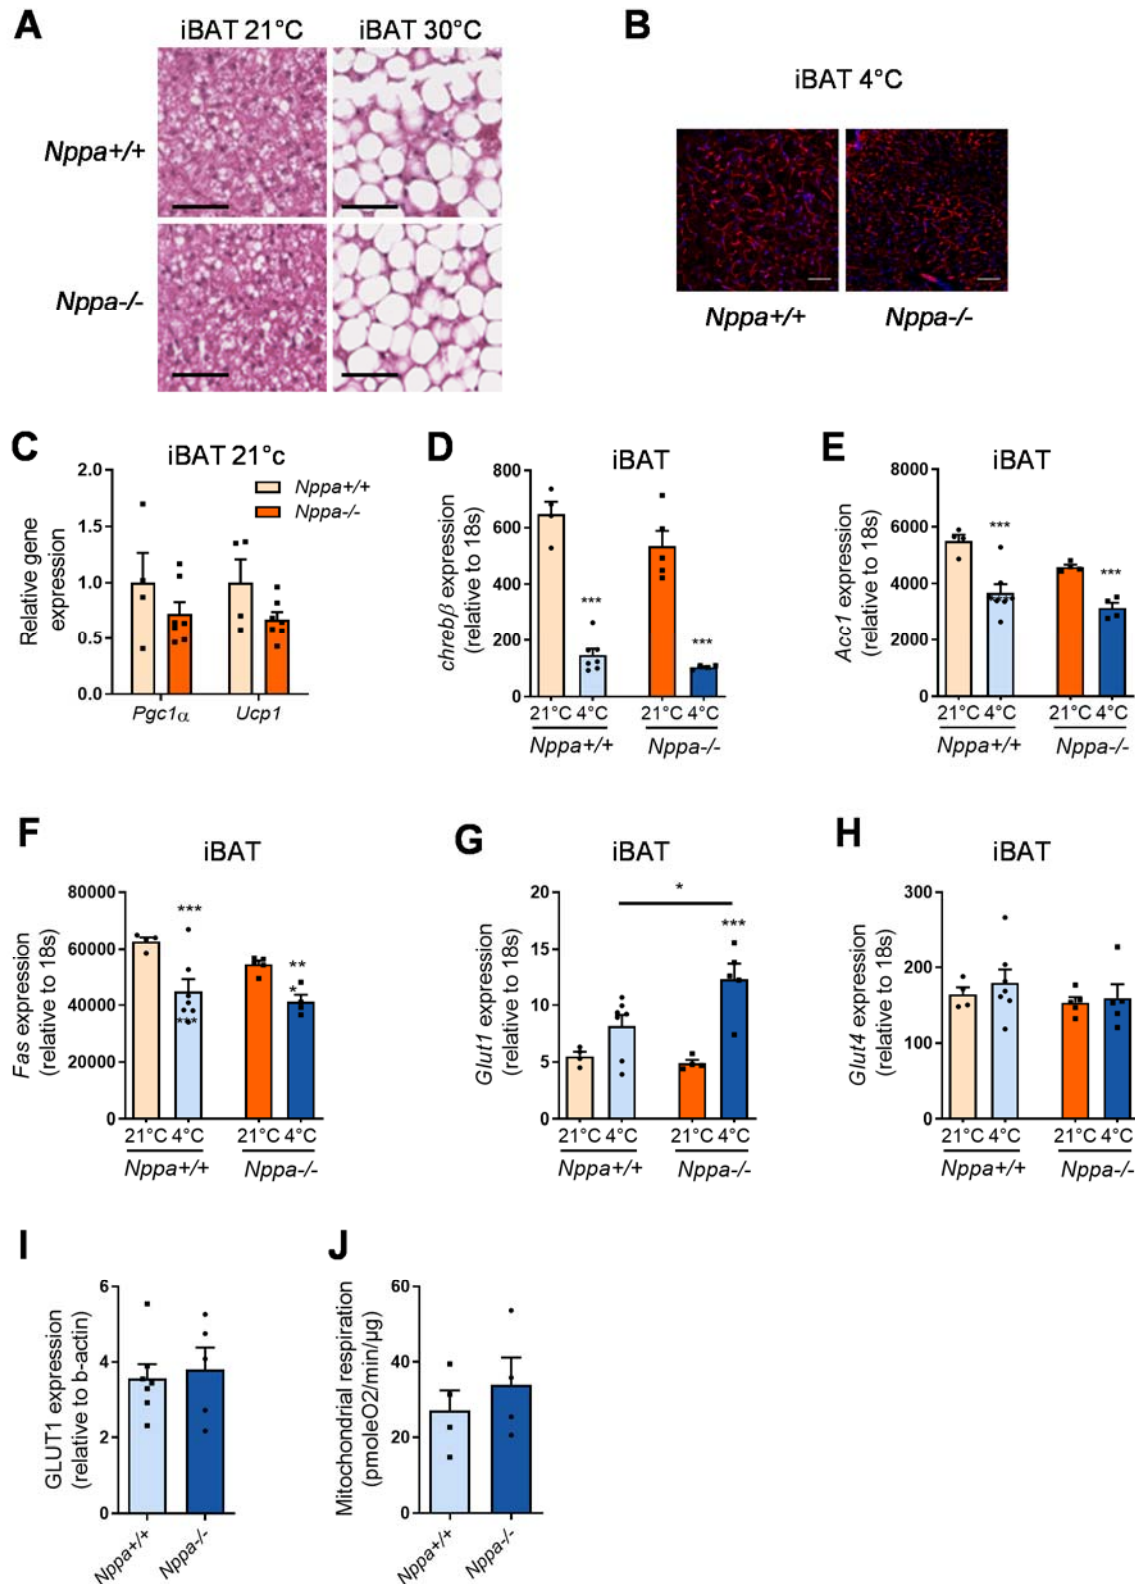 A
iBAT 21°C
iBAT 30°C
Nppa+/+
Nppa-/-
B
iBAT 4°C
Nppa+/+
Nppa-/-
C
iBAT 21°c
Relative gene
expression
2.0
1.5
1.0
0.5
0.0
Nppa+/+
Nppa-/-
Pgc1α
Ucp1
D
iBAT
chrebβ expression
(relative to 18s)
800
600
400
200
0
***
***
21°C 4°C
21°C 4°C
Nppa+/+
Nppa-/-
E
iBAT
Acc1 expression
(relative to 18s)
8000
6000
4000
2000
0
***
***
21°C 4°C
21°C 4°C
Nppa+/+
Nppa-/-
F
iBAT
Fas expression
(relative to 18s)
80000
60000
40000
20000
0
***
***
**
*
21°C 4°C
21°C 4°C
Nppa+/+
Nppa-/-
G
iBAT
Glut1 expression
(relative to 18s)
20
15
10
5
0
*
***
21°C 4°C
21°C 4°C
Nppa+/+
Nppa-/-
H
iBAT
Glut4 expression
(relative to 18s)
300
200
100
0
21°C 4°C
21°C 4°C
Nppa+/+
Nppa-/-
I
GLUT1 expression
(relative to b-actin)
6
4
2
0
Nppa+/+
Nppa-/-
J
Mitochondrial respiration
(pmoleO2/min/µg)
60
40
20
0
Nppa+/+
Nppa-/-